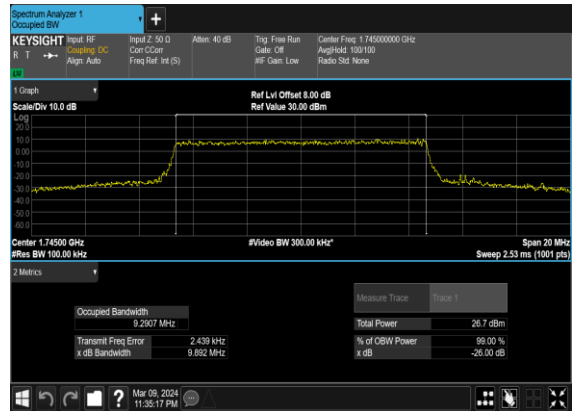 Spectrum Analyzer 1
Occupied BW
+
KEYSIGHT Input: RF Input Z: 50 Ω Atten: 40 dB Trig: Free Run Center Freq: 1.745000000 GHz
R T Coupling: DC Corr CCorr Gate: Off Avg|Hold: 100/100
Align: Auto Freq Ref: Int (S) #IF Gain: Low Radio Std: None
1 Graph
Ref Lvl Offset 8.00 dB
Scale/Div 10.0 dB Ref Value 30.00 dBm
Log
20.0
10.0
0.00
-10.0
-20.0
-30.0
-40.0
-50.0
-60.0
Center 1.74500 GHz #Video BW 300.00 kHz* Span 20 MHz
#Res BW 100.00 kHz Sweep 2.53 ms (1001 pts)
2 Metrics
Measure Trace Trace 1
Occupied Bandwidth
9.2907 MHz Total Power 26.7 dBm
Transmit Freq Error 2.439 kHz % of OBW Power 99.00 %
x dB Bandwidth 9.892 MHz x dB -26.00 dB
? Mar 09, 2024
11:35:17 PM